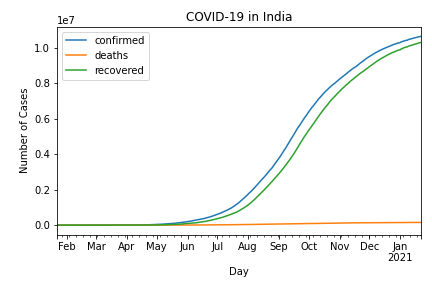 COVID-19 in India
1e7
confirmed
deaths
recovered
Number of Cases
1.0
0.8
0.6
0.4
0.2
0.0
Feb Mar Apr May Jun Jul Aug Sep Oct Nov Dec Jan
2021
Day